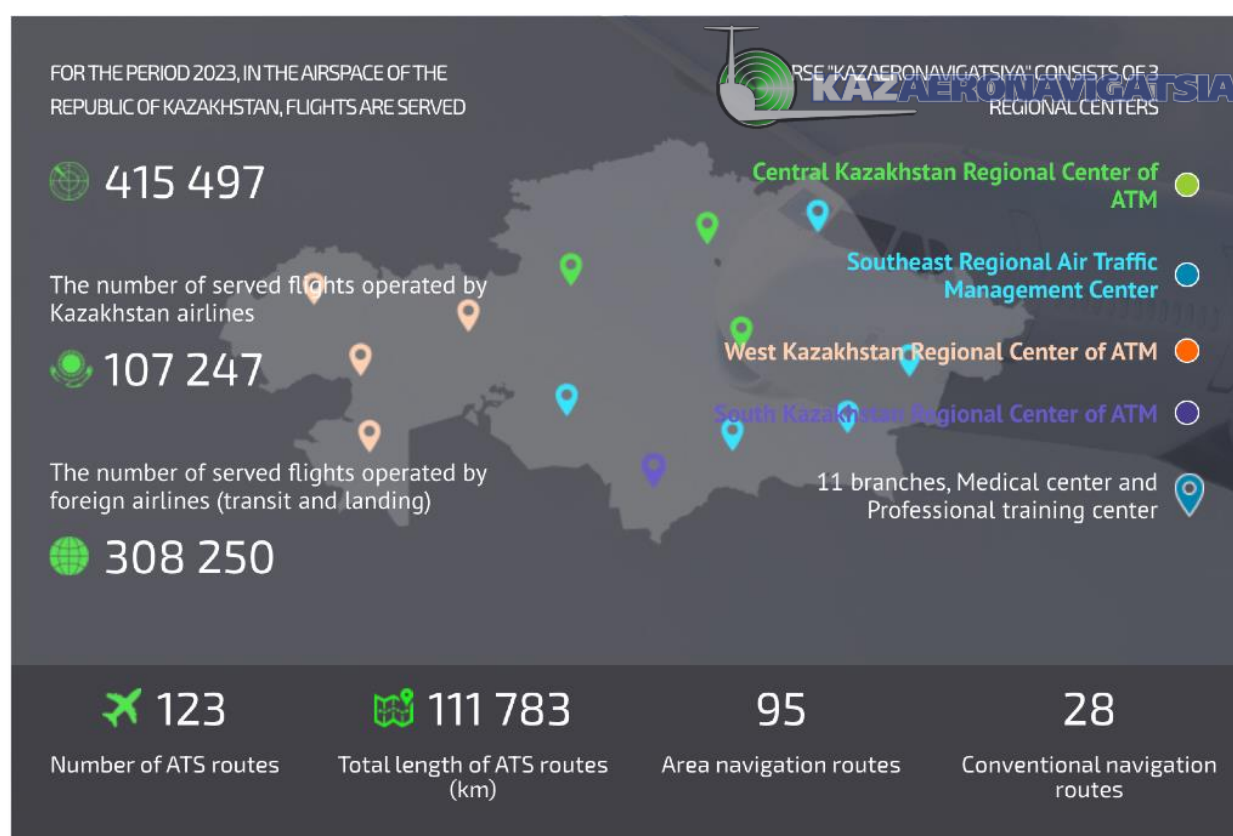 FOR THE PERIOD 2023, IN THE AIRSPACE OF THE
REPUBLIC OF KAZAKHSTAN, FLIGHTS ARE SERVED
415 497
The number of served flights operated by
Kazakhstan airlines
107 247
The number of served flights operated by
foreign airlines (transit and landing)
308 250
RSE "KAZAERONAVIGATSIYA" CONSISTS OF 3
KAZAERONAVIGATSIA
REGIONAL CENTERS
Central Kazakhstan Regional Center of
ATM
Southeast Regional Air Traffic
Management Center
West Kazakhstan Regional Center of ATM
South Kazakhstan Regional Center of ATM
11 branches, Medical center and
Professional training center
123
Number of ATS routes
111 783
Total length of ATS routes
(km)
95
Area navigation routes
28
Conventional navigation
routes